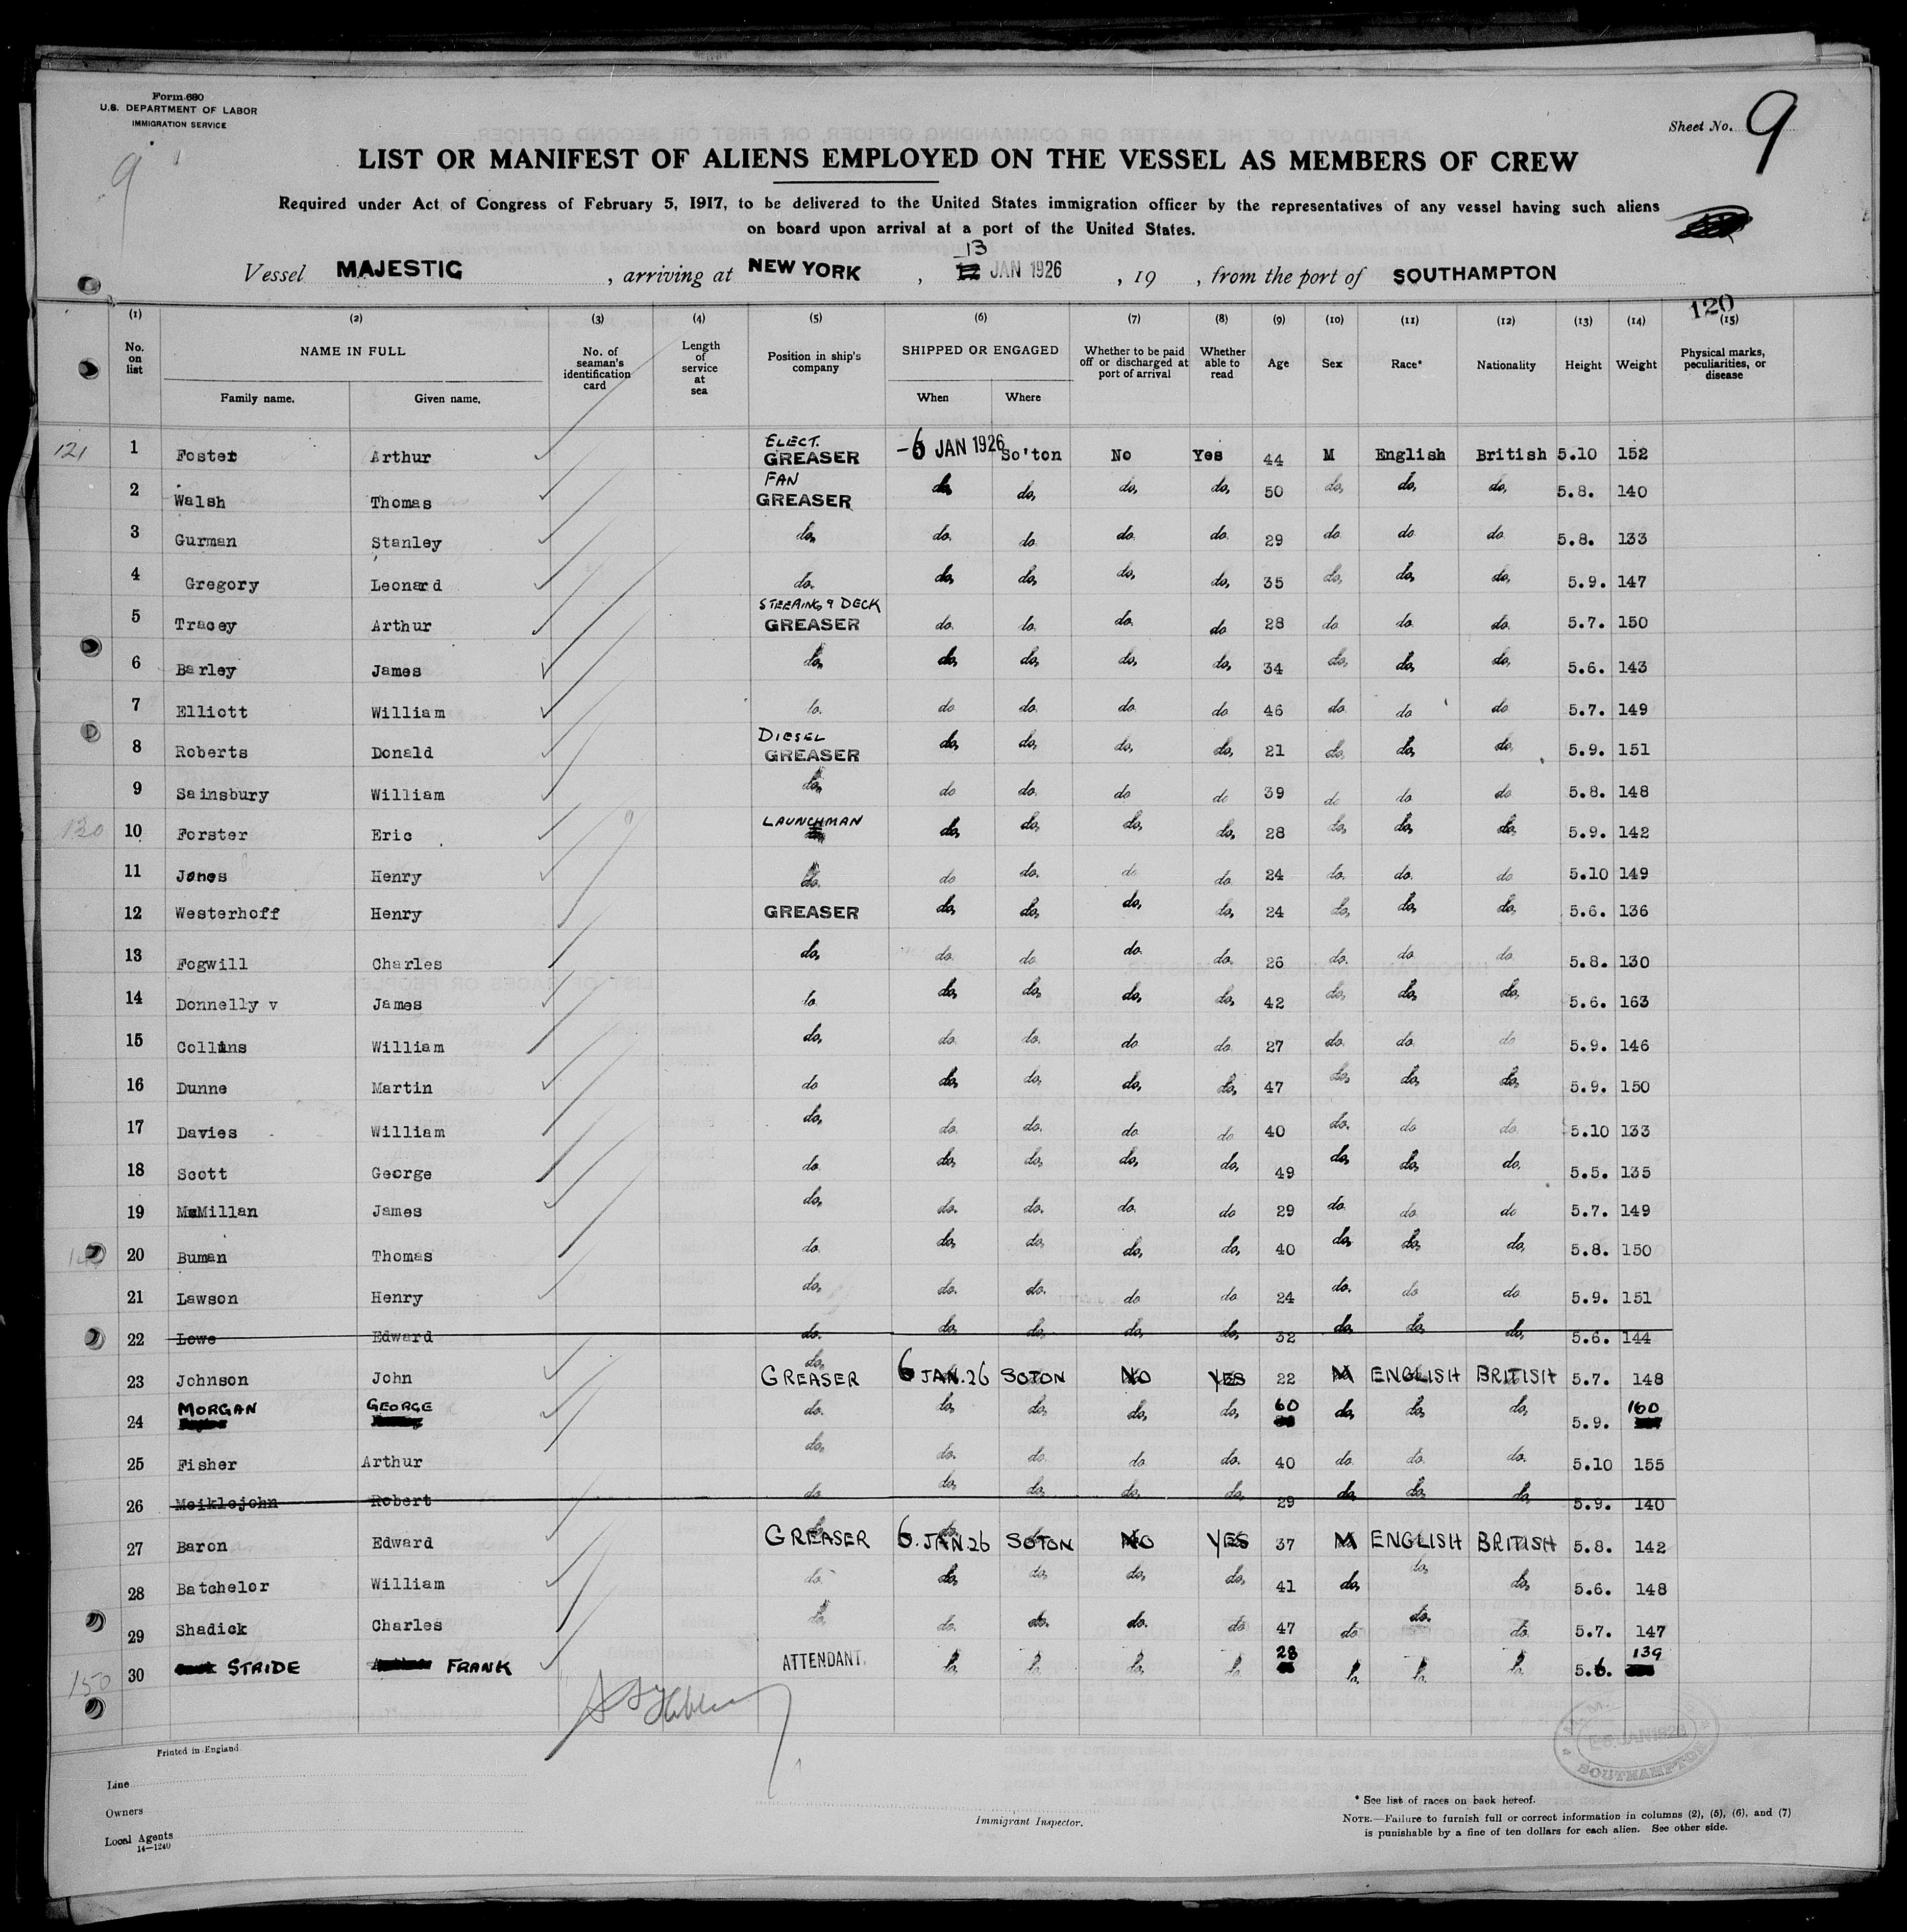 Form 680
U.S. DEPARTMENT OF LABOR
IMMIGRATION SERVICE
Sheet No. 9
9
LIST OR MANIFEST OF ALIENS EMPLOYED ON THE VESSEL AS MEMBERS OF CREW
Required under Act of Congress of February 5, 1917, to be delivered to the United States immigration officer by the representatives of any vessel having such aliens
on board upon arrival at a port of the United States.
13
Vessel MAJESTIC , arriving at NEW YORK , 12 JAN 1926 , 19 , from the port of SOUTHAMPTON
120
(1) (2) (3) (4) (5) (6) (7) (8) (9) (10) (11) (12) (13) (14) (15)
No. on list NAME IN FULL No. of seaman's identification card Length of service at sea Position in ship's company SHIPPED OR ENGAGED Whether to be paid off or discharged at port of arrival Whether able to read Age Sex Race* Nationality Height Weight Physical marks, peculiarities, or disease
Family name. Given name. When Where
121 1 Foster Arthur ELECT. GREASER -6 JAN 1926 So'ton No Yes 44 M English British 5.10 152
2 Walsh Thomas FAN GREASER do, do, do, do, 50 do, do, do, 5.8. 140
3 Gurman Stanley do, do. do do. do. 29 do do do 5.8. 133
4 Gregory Leonard do. do, do, do, do, 35 do, do, do, 5.9. 147
5 Tracey Arthur STEERING & DECK GREASER do. do. do. do 28 do do. do. 5.7. 150
6 Barley James do, do, do, do, do, 34 do, do, do, 5.6. 143
7 Elliott William do. do do. do do 46 do. do do 5.7. 149
8 Roberts Donald DIESEL GREASER do, do, do, do, 21 do, do, do, 5.9. 151
9 Sainsbury William do, do do. do do 39 do do do 5.8. 148
130 10 Forster Eric LAUNCHMAN do, do, do, do, 28 do, do, do, 5.9. 142
11 Jones Henry do. do do. do do. 24 do. do. do 5.10 149
12 Westerhoff Henry GREASER do, do, do, do, 24 do, do, do, 5.6. 136
13 Fogwill Charles do, do. do do. do. 26 do. do do 5.8. 130
14 Donnelly v James do do, do, do, do, 42 do, do, do, 5.6. 163
15 Collins William do, do. do. do do 27 do. do. do 5.9. 146
16 Dunne Martin do do, do, do, do, 47 do, do, do, 5.9. 150
17 Davies William do, do. do. do do 40 do. do do. 5.10 133
18 Scott George do do, do, do, do, 49 do, do, do. 5.5. 135
19 McMillan James do, do. do. do. do 29 do. do do 5.7. 149
20 Buman Thomas do. do, do, do, do, 40 do, do, do, 5.8. 150
21 Lawson Henry do, do. do. do do 24 do. do do 5.9. 151
22 Lowe Edward do. do, do, do, do, 32 do, do, do, 5.6. 144
23 Johnson John do, GREASER 6 JAN.26 SOTON NO YES 22 M ENGLISH BRITISH 5.7. 148
24 MORGAN GEORGE do. do, do, do, do, 60 do, do, do, 5.9. 160
25 Fisher Arthur do, do. do. do do. 40 do. do. do. 5.10 155
26 Meiklejohn Robert do do, do, do, do, 29 do, do, do, 5.9. 140
27 Baron Edward GREASER 6.JAN.26 SOTON NO YES 37 M ENGLISH BRITISH 5.8. 142
28 Batchelor William do. do, do, do, do, 41 do, do, do, 5.6. 148
29 Shadick Charles do. do. do. do. do 47 do do. do. 5.7. 147
150 30 STRIDE FRANK ATTENDANT. do, do, do, do, 28 do, do, do, 5.6. 139
JAN 1926
SOUTHAMPTON
Printed in England
Line
Owners
Local Agents
14—1240
Immigrant Inspector.
* See list of races on back hereof.
NOTE.—Failure to furnish full or correct information in columns (2), (5), (6), and (7)
is punishable by a fine of ten dollars for each alien. See other side.